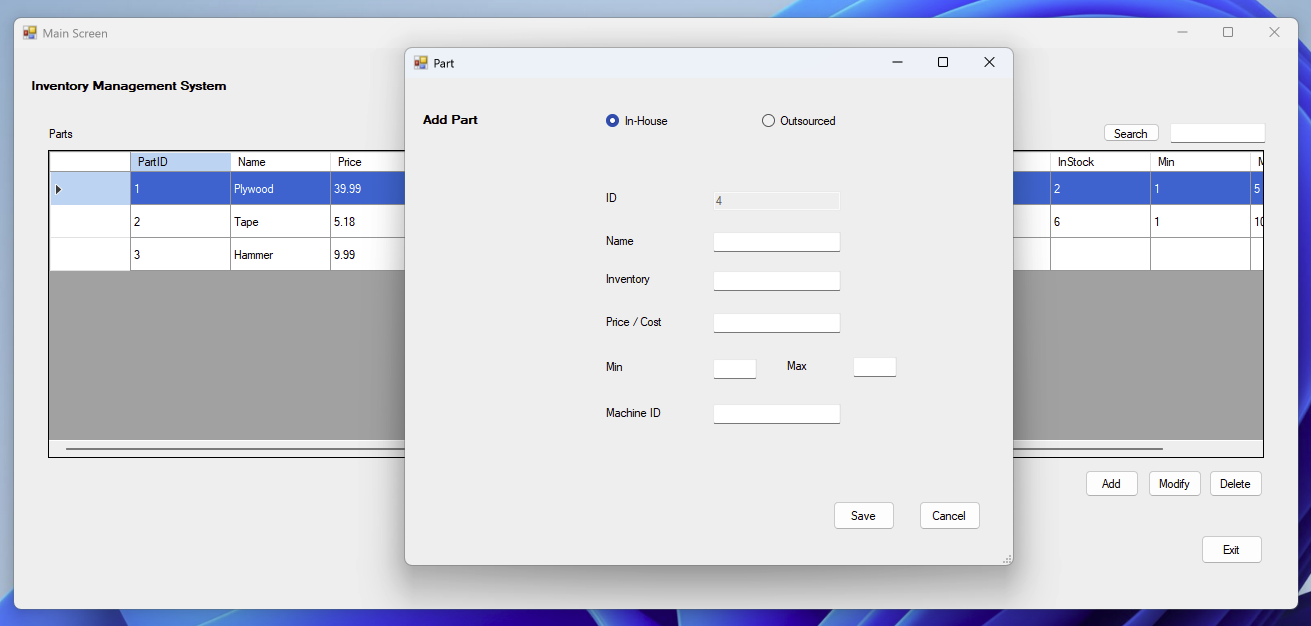 Main Screen
Inventory Management System
Parts
Search
PartID Name Price InStock Min
1 Plywood 39.99 2 1 5
2 Tape 5.18 6 1 10
3 Hammer 9.99
Add Modify Delete
Exit
Part
Add Part In-House Outsourced
ID 4
Name
Inventory
Price / Cost
Min Max
Machine ID
Save Cancel